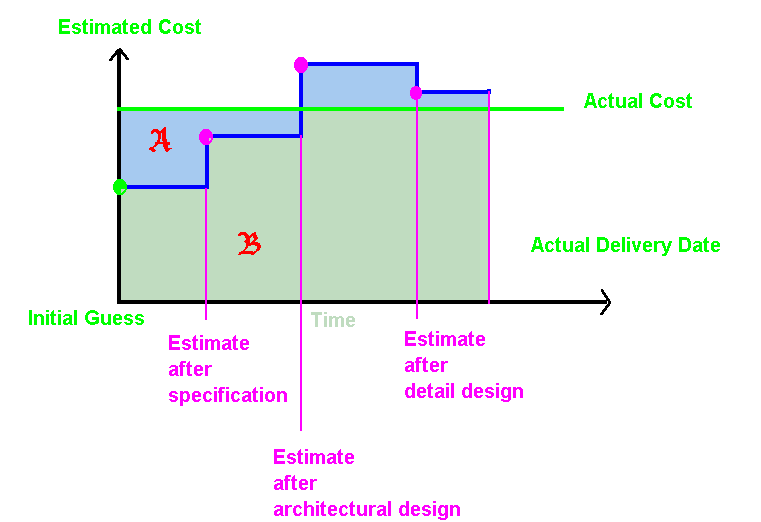 Estimated Cost
Actual Cost
A
B
Actual Delivery Date
Initial Guess
Time
Estimate
after
specification
Estimate
after
detail design
Estimate
after
architectural design